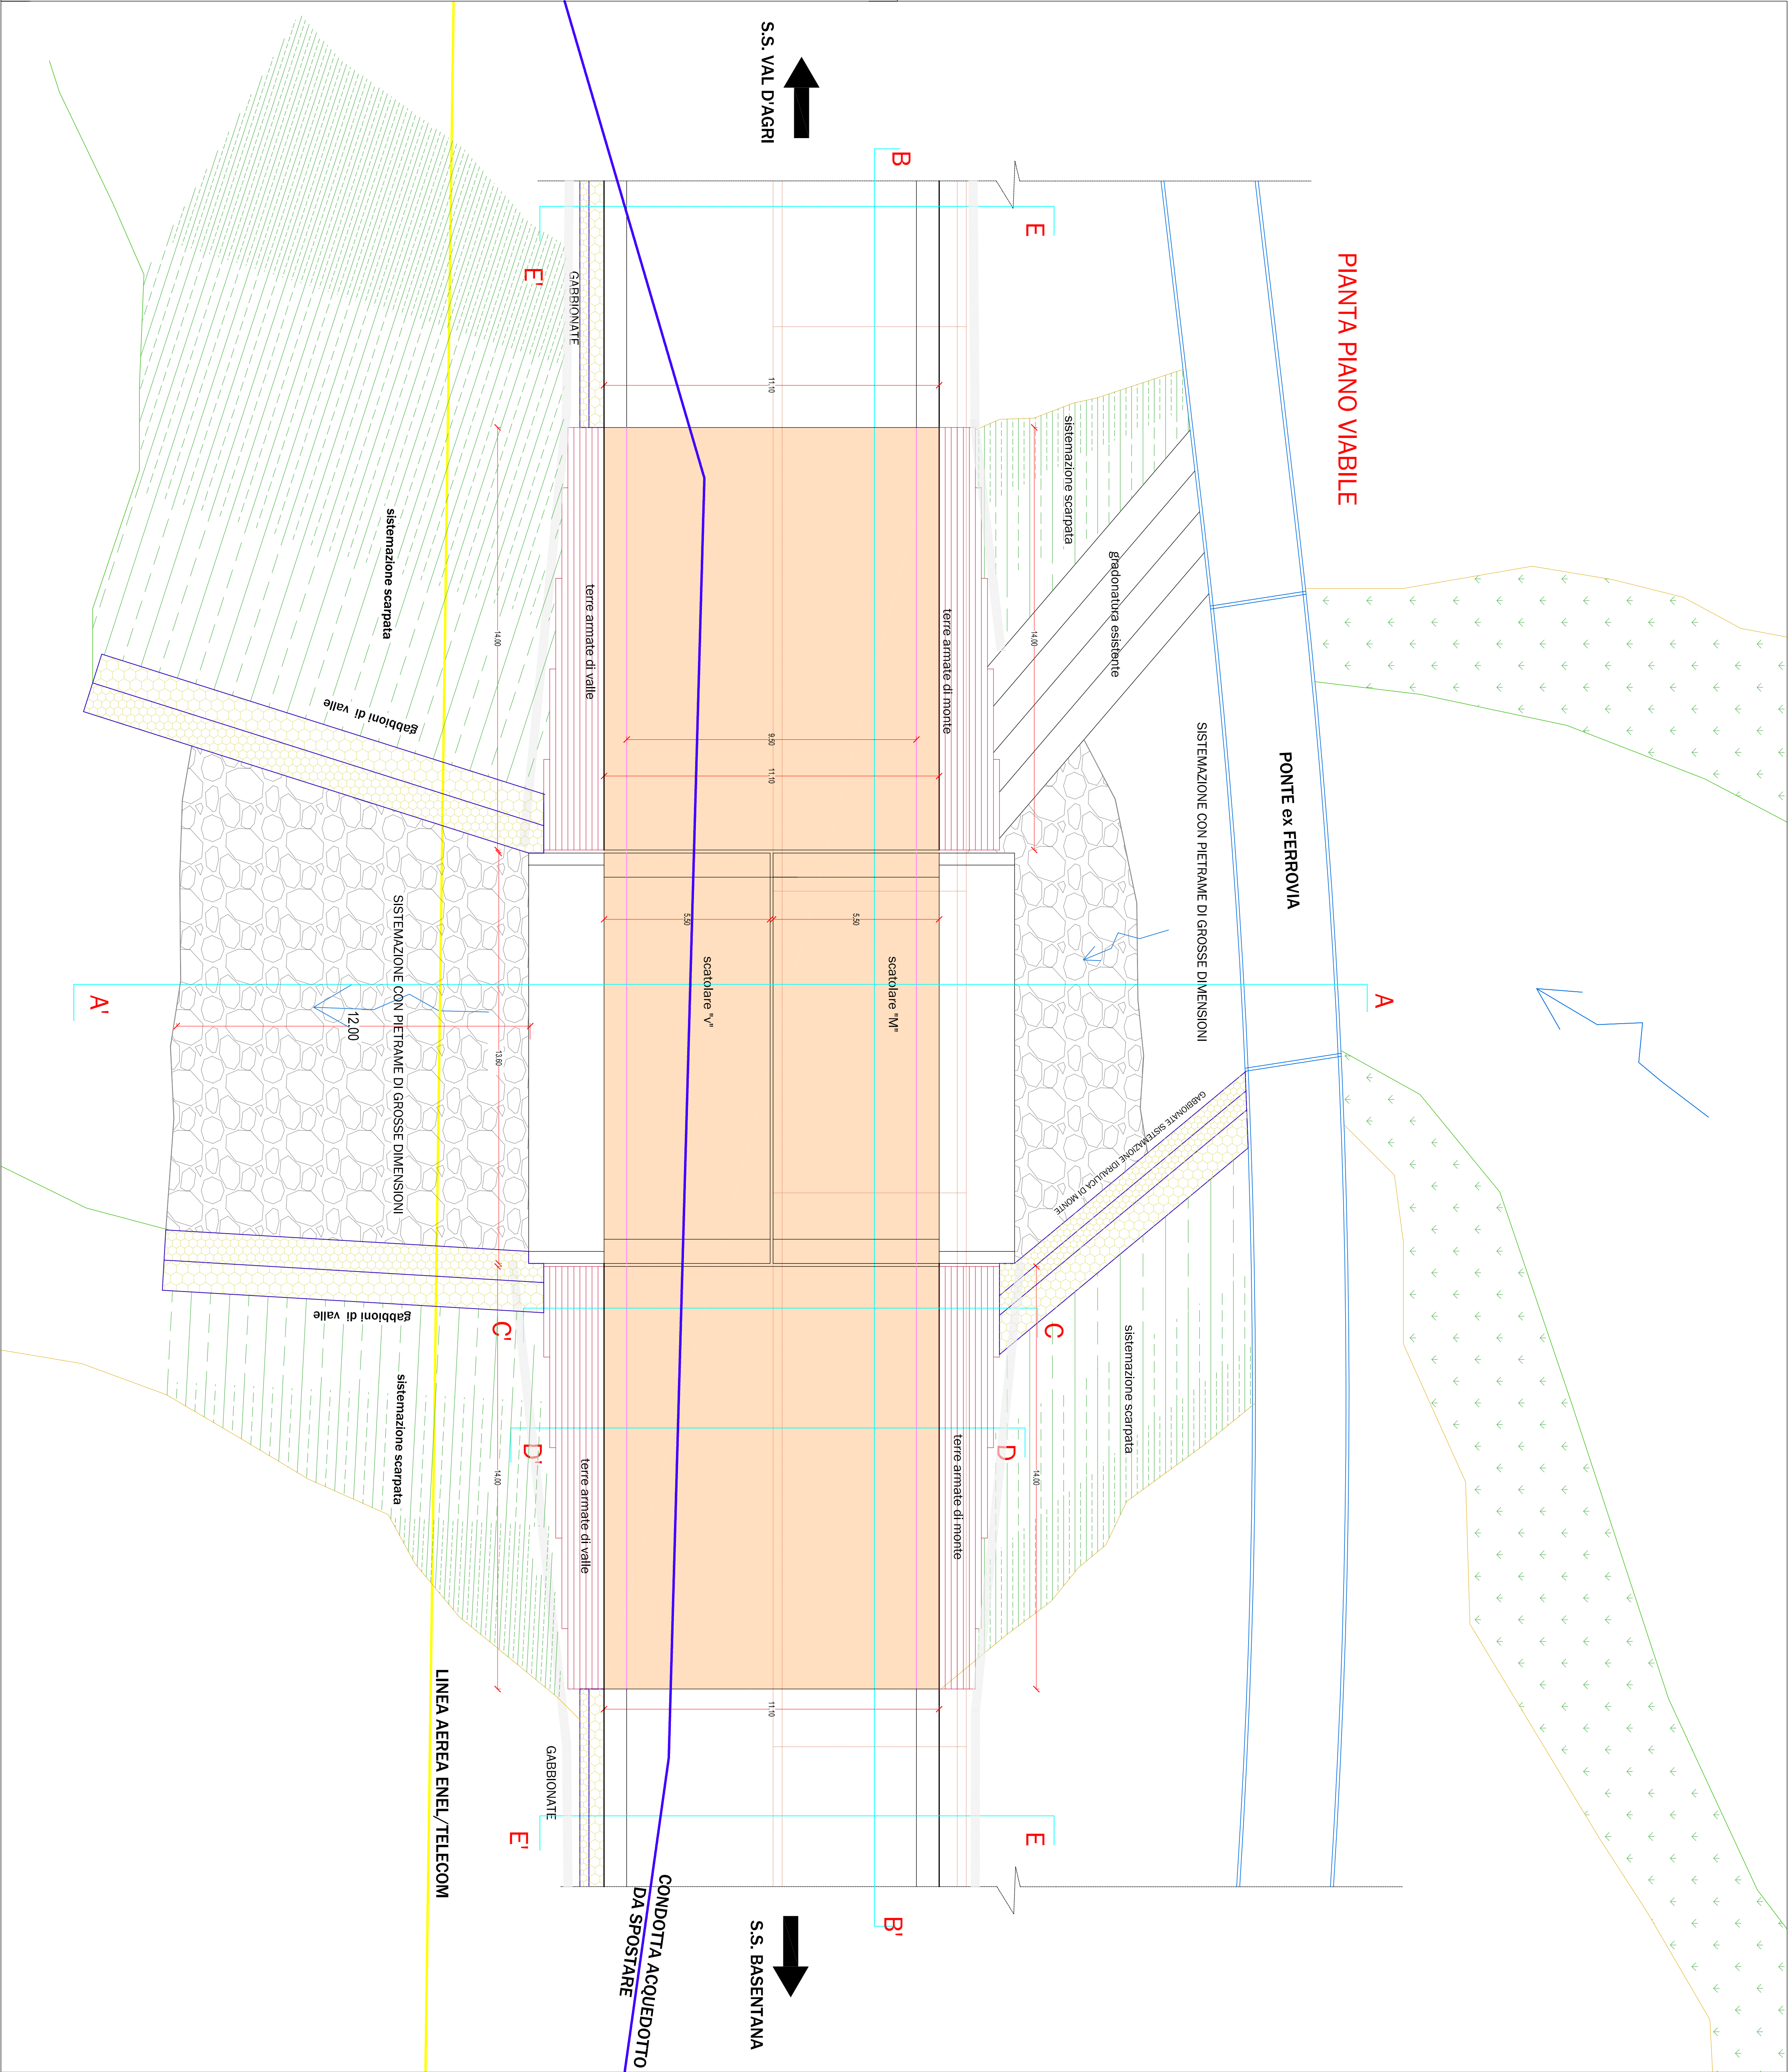 PIANTA PIANO VIABILE
S.S. VAL D'AGRI
B
E
E'
GABBIONATE
11.10
sistemazione scarpata
gradonatura esistente
14,00
terre armate di monte
terre armate di valle
14,00
sistemazione scarpata
gabbioni di valle
9.50
11.10
SISTEMAZIONE CON PIETRAME DI GROSSE DIMENSIONI
PONTE ex FERROVIA
5.50
5.50
scatolare "M"
scatolare "v"
A
A'
SISTEMAZIONE CON PIETRAME DI GROSSE DIMENSIONI
12.00
13.60
GABBIONATE SISTEMAZIONE IDRAULICA DI MONTE
gabbioni di valle
C
C'
sistemazione scarpata
sistemazione scarpata
D
D'
terre armate di monte
terre armate di valle
14,00
14,00
LINEA AEREA ENEL/TELECOM
11.10
GABBIONATE
E
E'
B'
CONDOTTA ACQUEDOTTO
DA SPOSTARE
S.S. BASENTANA